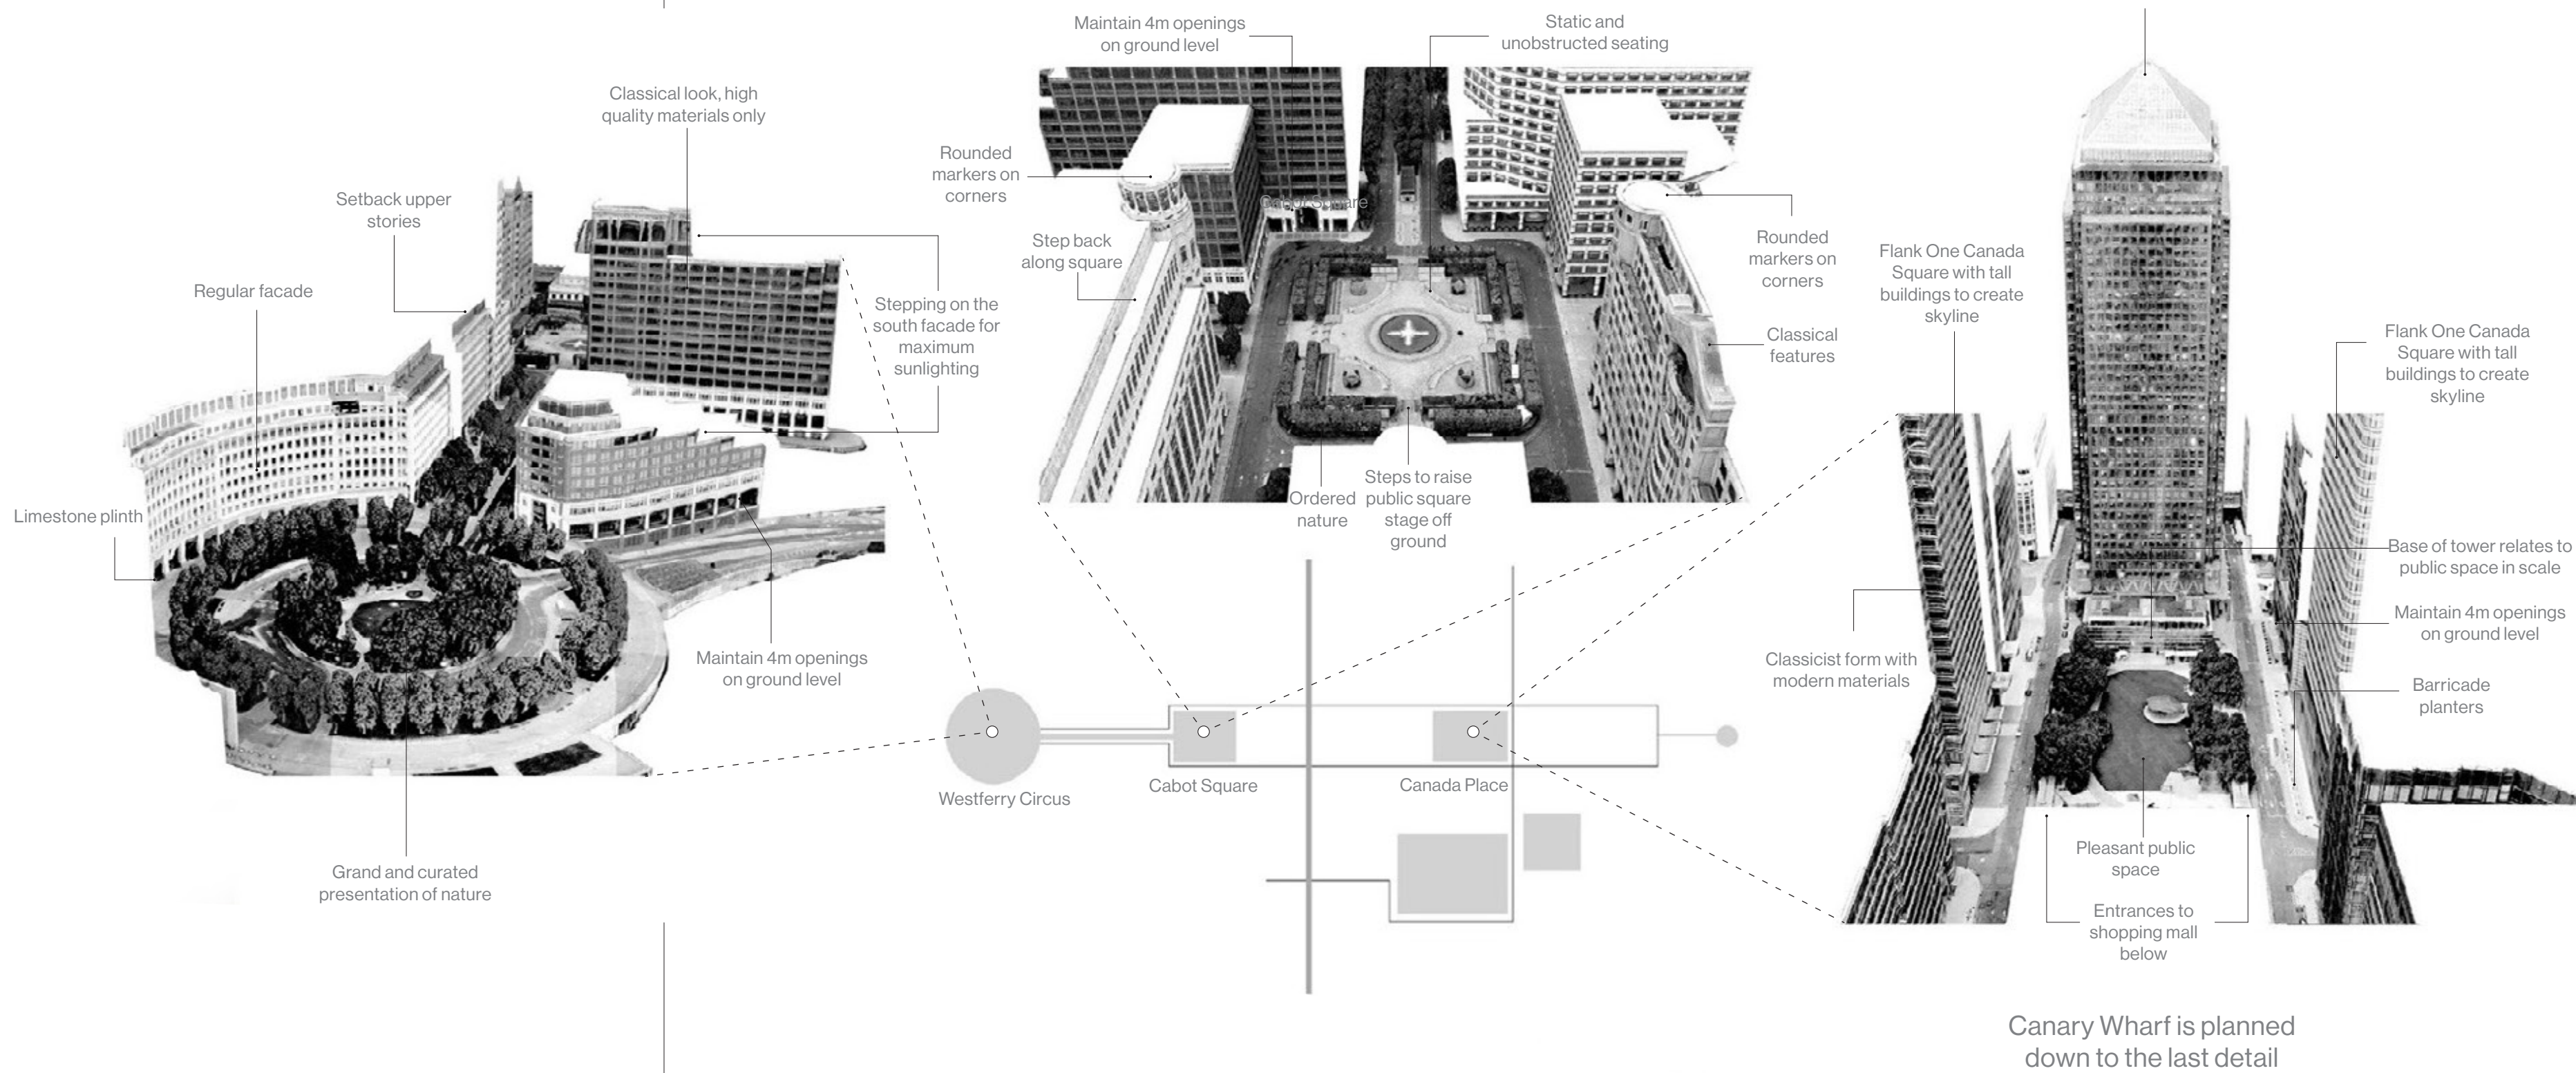 Classical look, high
quality materials only
Setback upper
stories
Regular facade
Stepping on the
south facade for
maximum
sunlighting
Limestone plinth
Maintain 4m openings
on ground level
Grand and curated
presentation of nature
Maintain 4m openings
on ground level
Static and
unobstructed seating
Rounded
markers on
corners
Cabot Square
Step back
along square
Rounded
markers on
corners
Classical
features
Ordered
nature
Steps to raise
public square
stage off
ground
Westferry Circus
Cabot Square
Canada Place
Flank One Canada
Square with tall
buildings to create
skyline
Flank One Canada
Square with tall
buildings to create
skyline
Base of tower relates to
public space in scale
Maintain 4m openings
on ground level
Classicist form with
modern materials
Barricade
planters
Pleasant public
space
Entrances to
shopping mall
below
Canary Wharf is planned
down to the last detail